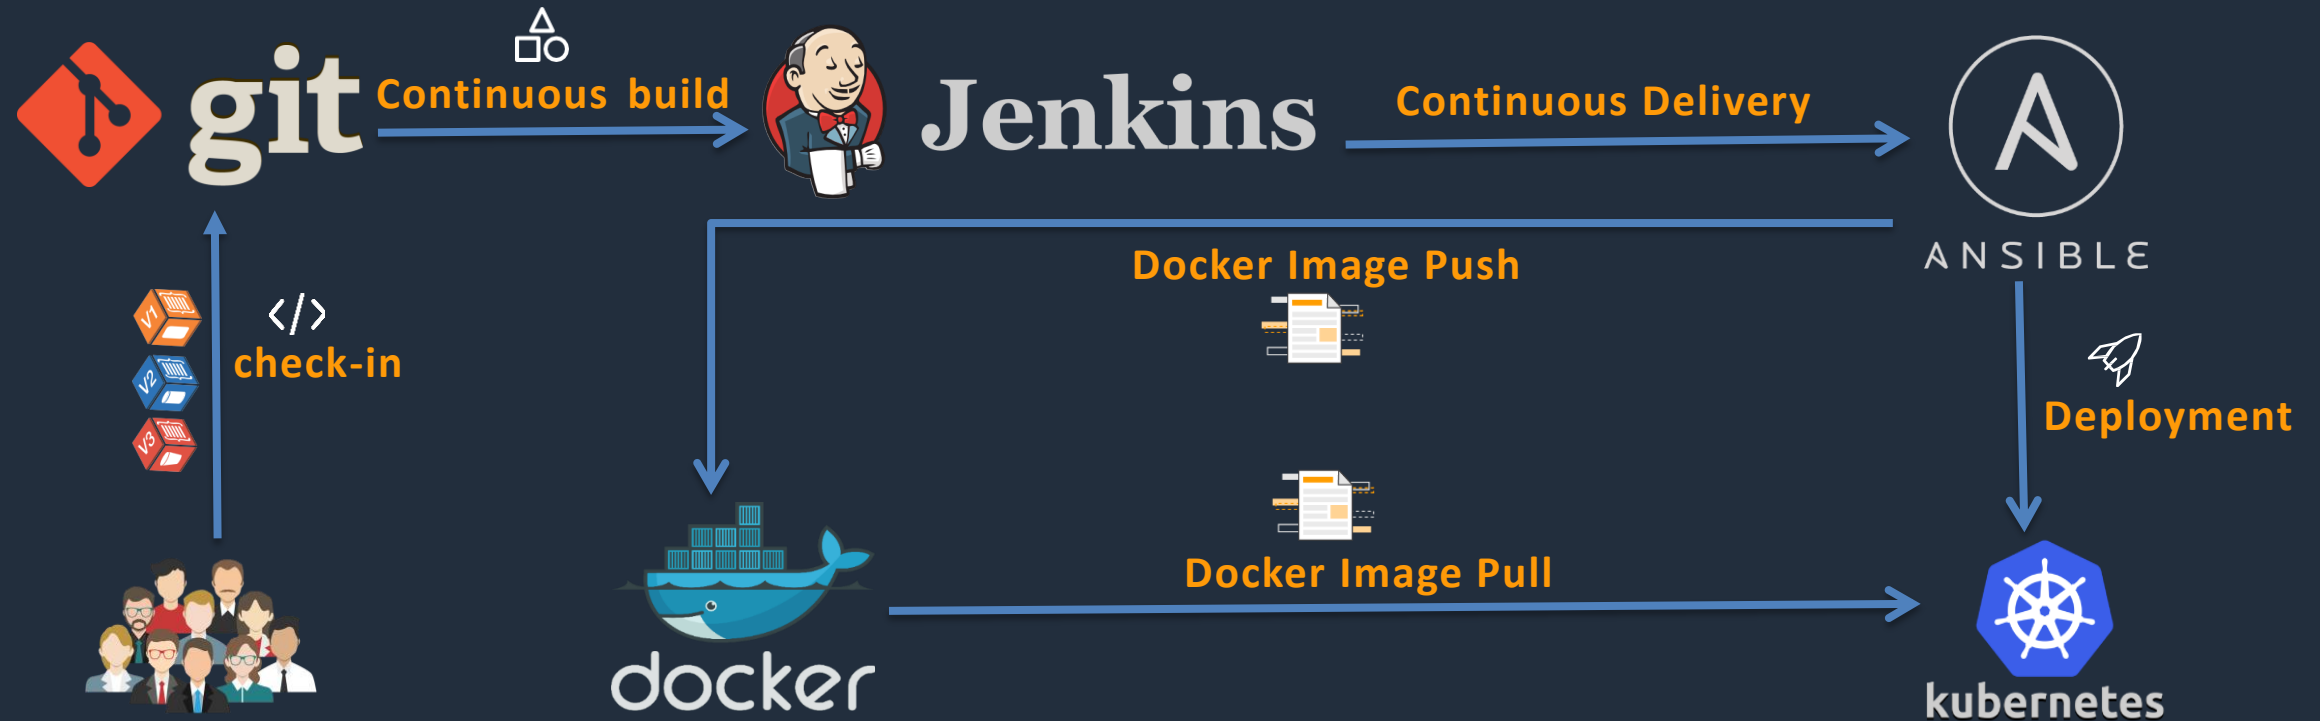 git
Continuous build
Jenkins
Continuous Delivery
ANSIBLE
Docker Image Push
V1
V2
V3
</>
check-in
Deployment
Docker Image Pull
docker
kubernetes